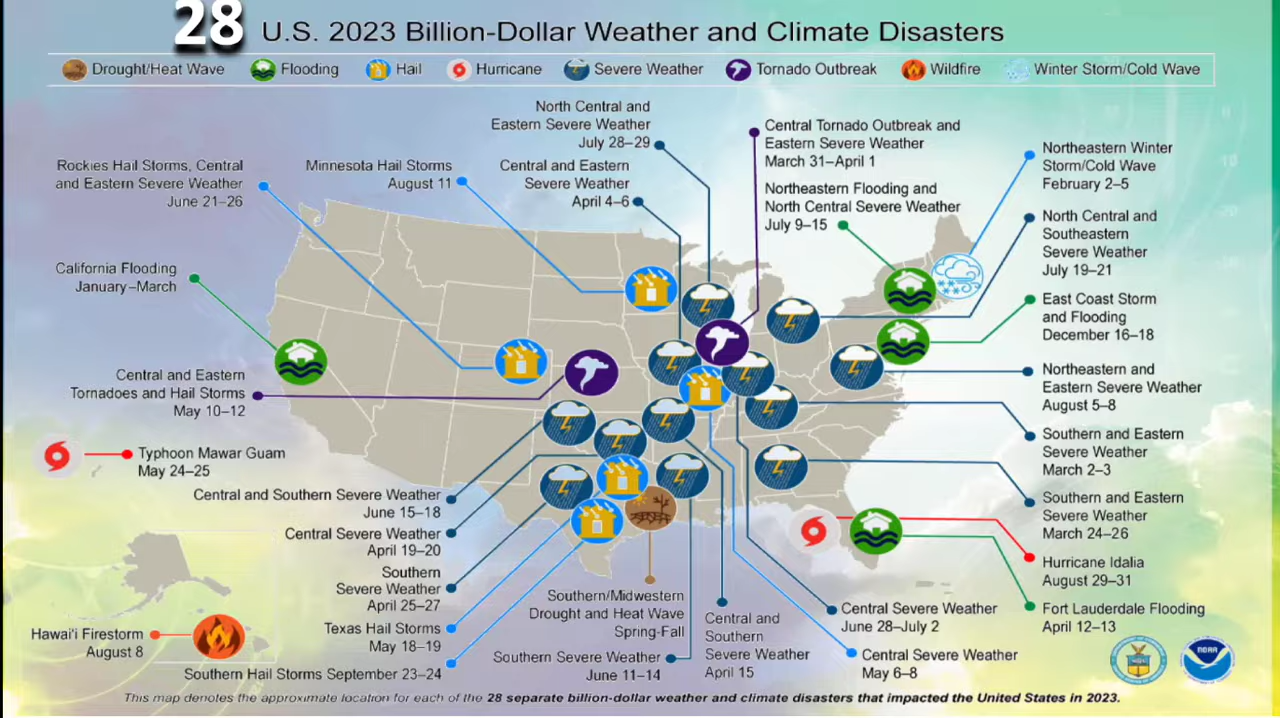 28 U.S. 2023 Billion-Dollar Weather and Climate Disasters
Drought/Heat Wave Flooding Hail Hurricane Severe Weather Tornado Outbreak Wildfire Winter Storm/Cold Wave
North Central and
Eastern Severe Weather
July 28–29
Central Tornado Outbreak and
Eastern Severe Weather
March 31–April 1
Northeastern Winter
Storm/Cold Wave
February 2–5
Rockies Hail Storms, Central
and Eastern Severe Weather
June 21–26
Minnesota Hail Storms
August 11
Central and Eastern
Severe Weather
April 4–6
Northeastern Flooding and
North Central Severe Weather
July 9–15
North Central and
Southeastern
Severe Weather
July 19–21
California Flooding
January–March
East Coast Storm
and Flooding
December 16–18
Central and Eastern
Tornadoes and Hail Storms
May 10–12
Northeastern and
Eastern Severe Weather
August 5–8
Typhoon Mawar Guam
May 24–25
Southern and Eastern
Severe Weather
March 2–3
Central and Southern Severe Weather
June 15–18
Southern and Eastern
Severe Weather
March 24–26
Central Severe Weather
April 19–20
Hurricane Idalia
August 29–31
Southern
Severe Weather
April 25–27
Fort Lauderdale Flooding
April 12–13
Texas Hail Storms
May 18–19
Southern/Midwestern
Drought and Heat Wave
Spring-Fall
Central and
Southern
Severe Weather
April 15
Central Severe Weather
June 28–July 2
Hawai‘i Firestorm
August 8
Southern Hail Storms September 23–24
Southern Severe Weather
June 11–14
Central Severe Weather
May 6–8
NOAA
This map denotes the approximate location for each of the 28 separate billion-dollar weather and climate disasters that impacted the United States in 2023.